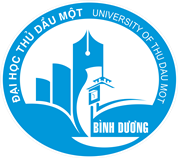 ĐẠI HỌC THỦ DẦU MỘT
UNIVERSITY OF THU DAU MOT
BÌNH DƯƠNG